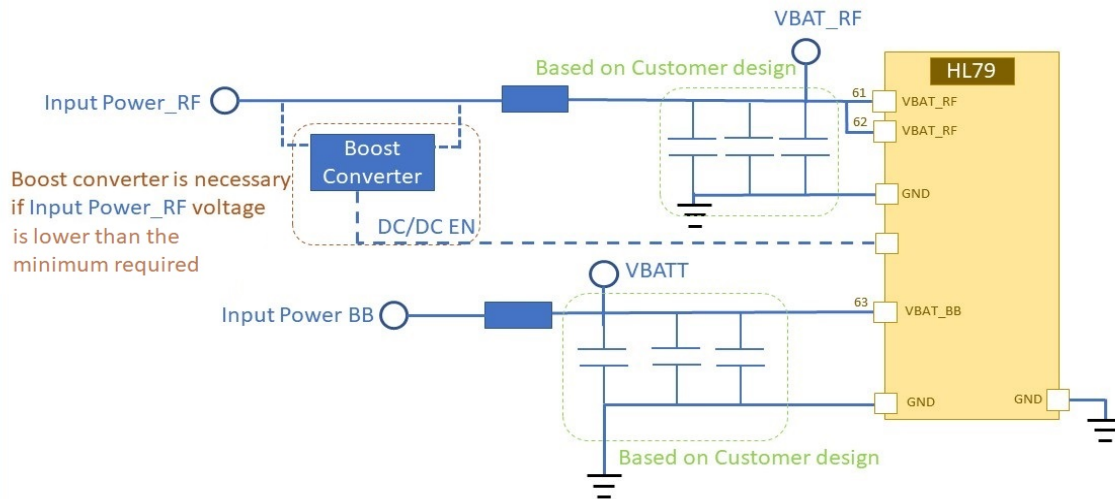 VBAT_RF
Based on Customer design
HL79
Input Power_RF
61
VBAT_RF
62
VBAT_RF
Boost
Converter
Boost converter is necessary
if Input Power_RF voltage
is lower than the
minimum required
GND
DC/DC EN
VBATT
Input Power BB
63
VBAT_BB
GND
GND
Based on Customer design